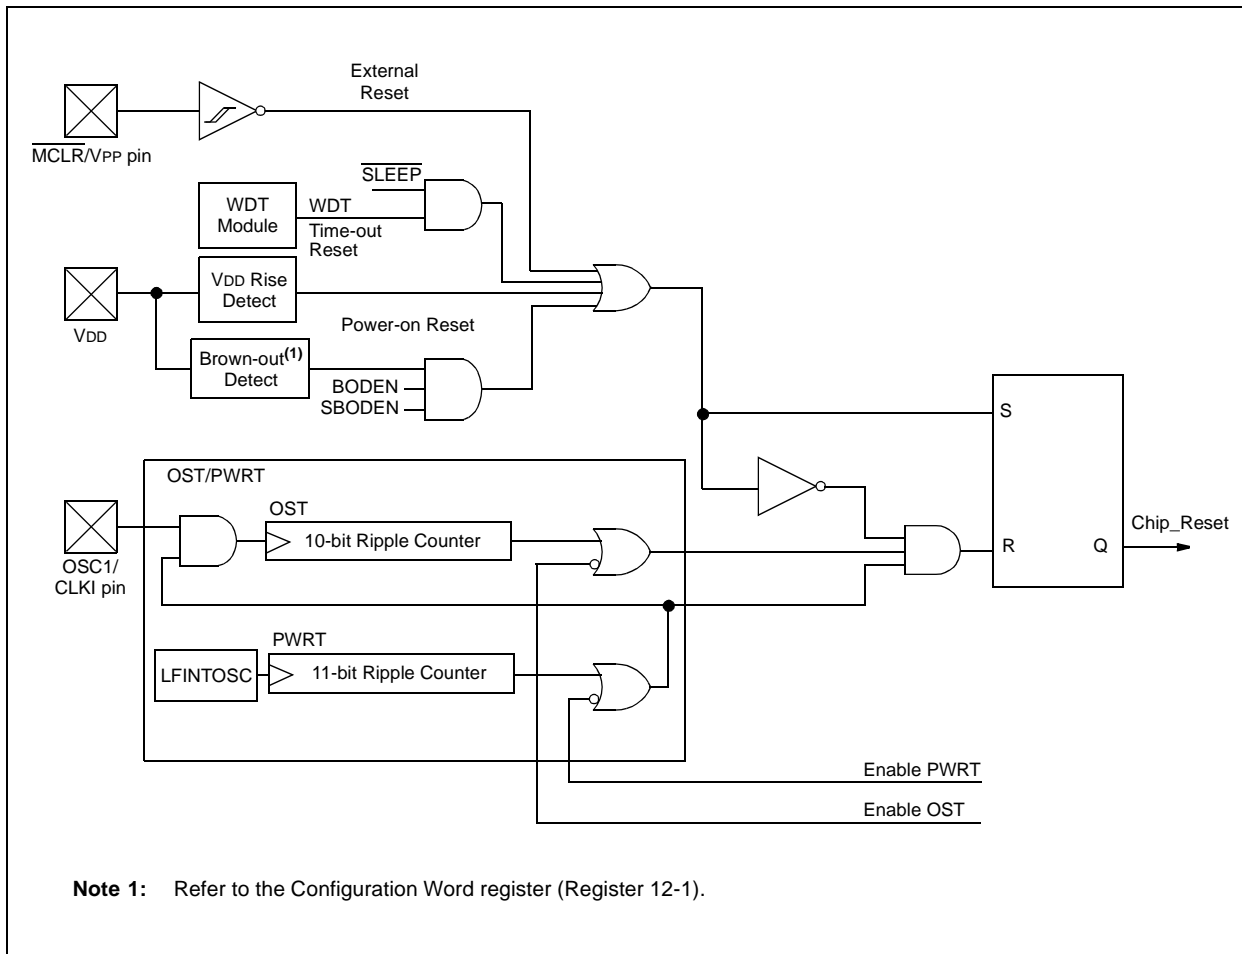 External
Reset
MCLR/VPP pin
SLEEP
WDT
Module
WDT
Time-out
Reset
VDD Rise
Detect
VDD
Power-on Reset
Brown-out(1)
Detect
BODEN
SBODEN
S
OST/PWRT
OST
10-bit Ripple Counter
OSC1/
CLKI pin
Chip_Reset
R
Q
PWRT
LFINTOSC
11-bit Ripple Counter
Enable PWRT
Enable OST
Note 1: Refer to the Configuration Word register (Register 12-1).